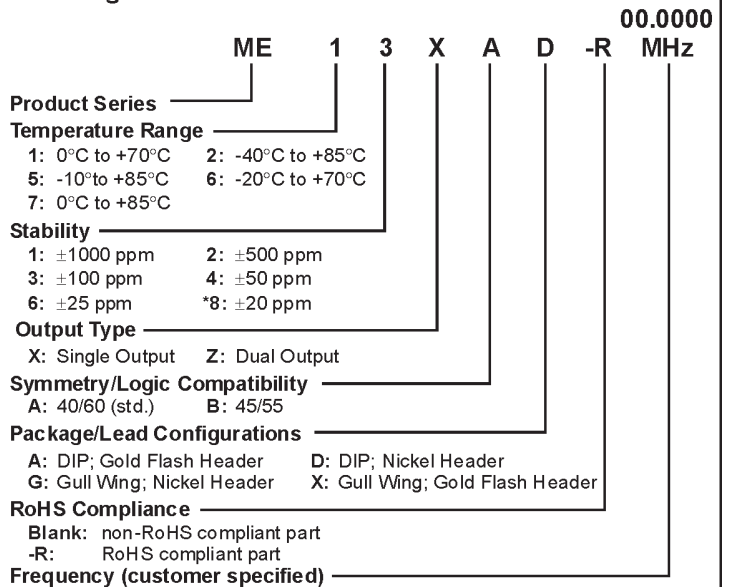 00.0000
ME 1 3 X A D -R MHz
Product Series
Temperature Range
1: 0°C to +70°C 2: -40°C to +85°C
5: -10°to +85°C 6: -20°C to +70°C
7: 0°C to +85°C
Stability
1: ±1000 ppm 2: ±500 ppm
3: ±100 ppm 4: ±50 ppm
6: ±25 ppm *8: ±20 ppm
Output Type
X: Single Output Z: Dual Output
Symmetry/Logic Compatibility
A: 40/60 (std.) B: 45/55
Package/Lead Configurations
A: DIP; Gold Flash Header D: DIP; Nickel Header
G: Gull Wing; Nickel Header X: Gull Wing; Gold Flash Header
RoHS Compliance
Blank: non-RoHS compliant part
-R: RoHS compliant part
Frequency (customer specified)